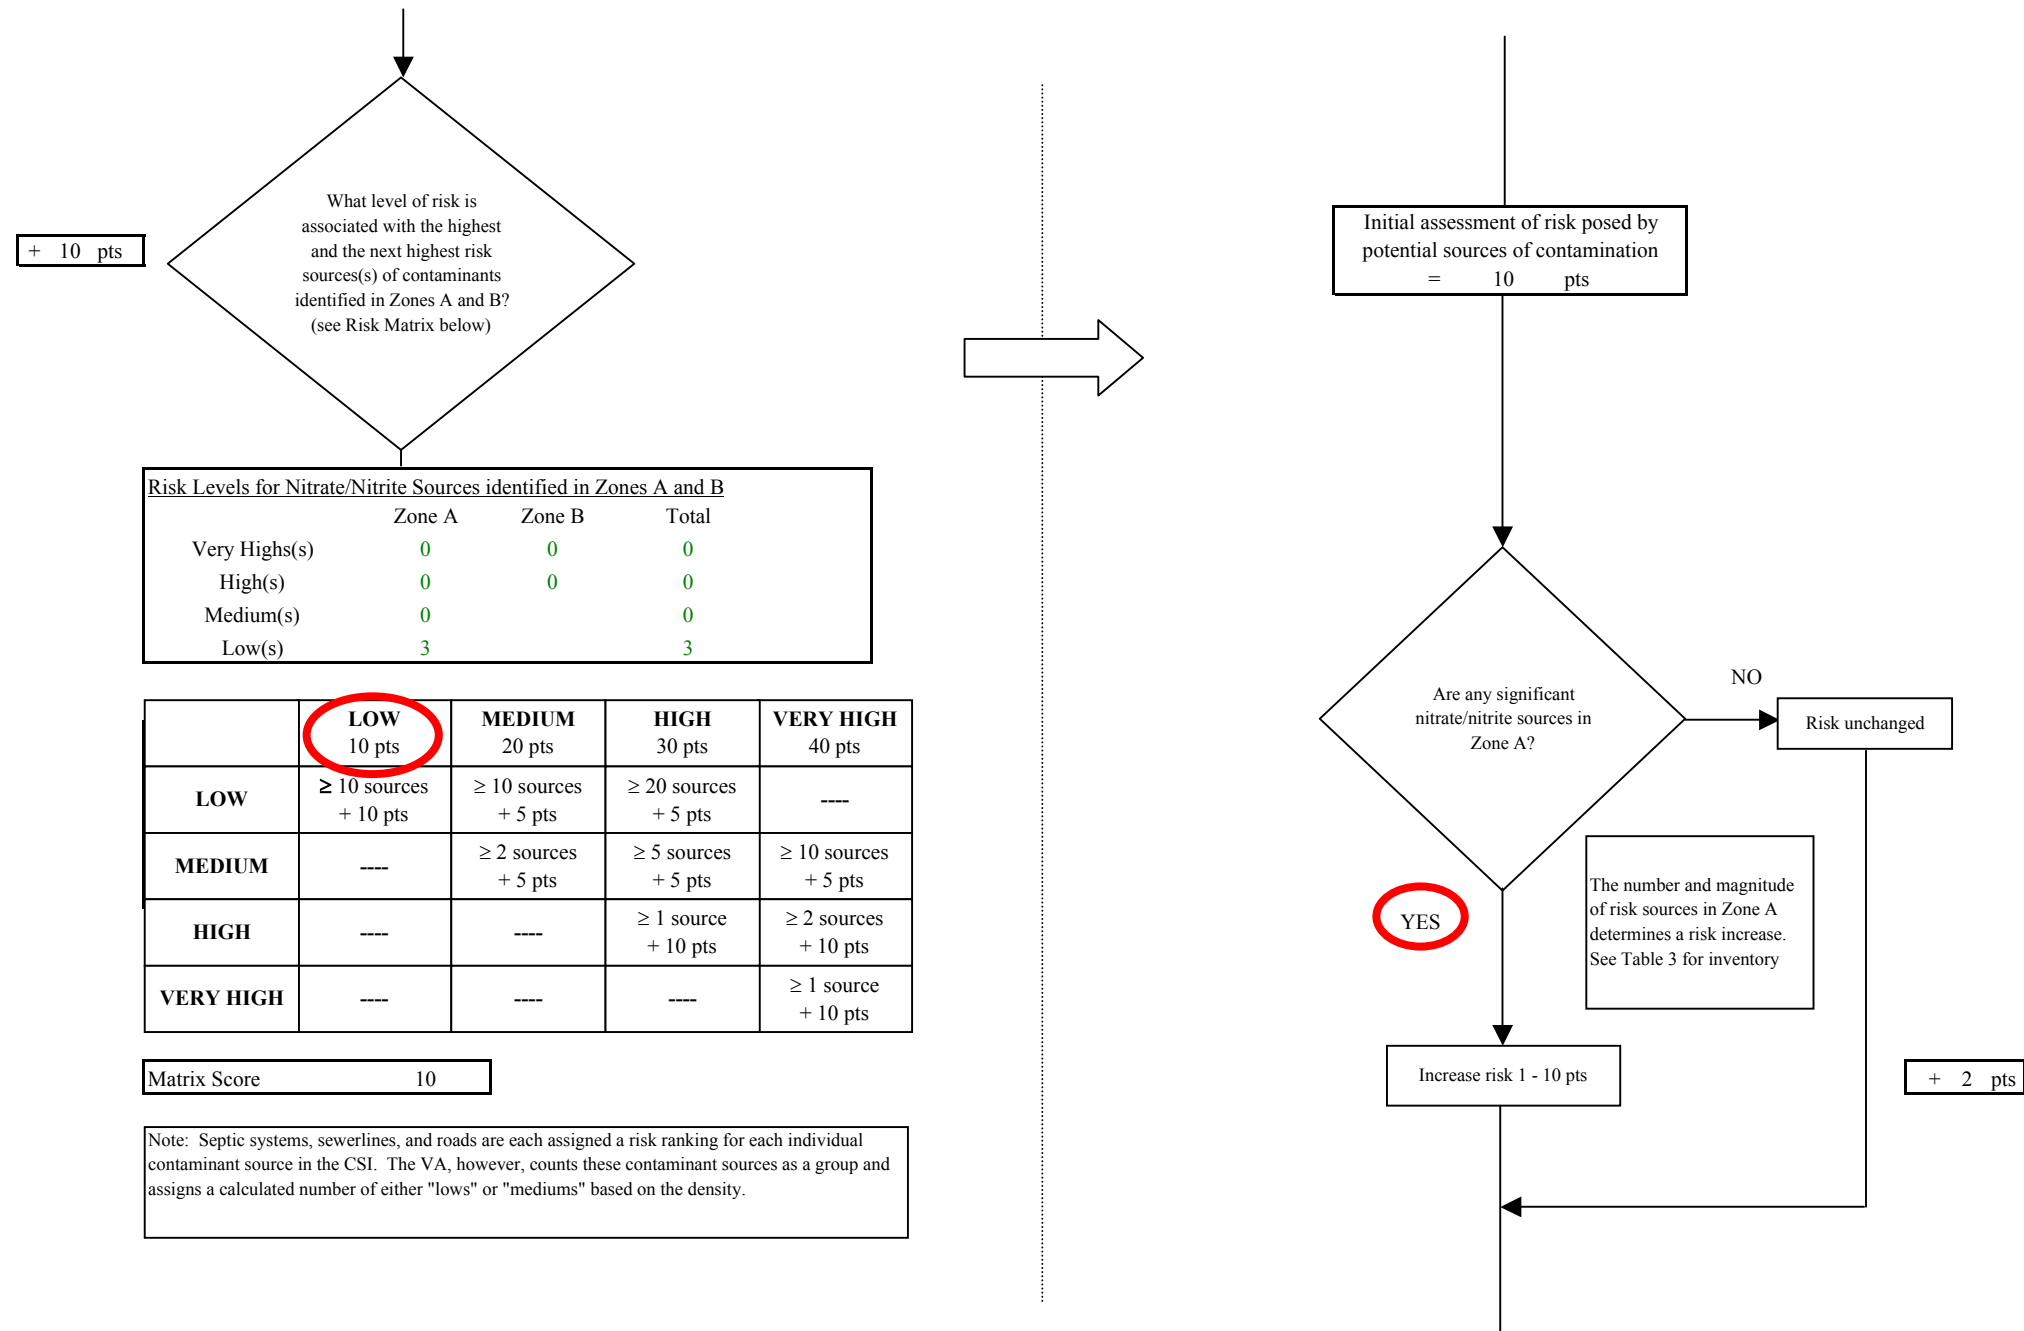 + 10 pts
What level of risk is
associated with the highest
and the next highest risk
sources(s) of contaminants
identified in Zones A and B?
(see Risk Matrix below)
Risk Levels for Nitrate/Nitrite Sources identified in Zones A and B
Zone A Zone B Total
Very Highs(s) 0 0 0
High(s) 0 0 0
Medium(s) 0 0
Low(s) 3 3
LOW MEDIUM HIGH VERY HIGH
10 pts 20 pts 30 pts 40 pts
LOW ≥ 10 sources ≥ 10 sources ≥ 20 sources ----
+ 10 pts + 5 pts + 5 pts
MEDIUM ---- ≥ 2 sources ≥ 5 sources ≥ 10 sources
+ 5 pts + 5 pts + 5 pts
HIGH ---- ---- ≥ 1 source ≥ 2 sources
+ 10 pts + 10 pts
VERY HIGH ---- ---- ---- ≥ 1 source
+ 10 pts
Matrix Score 10
Note: Septic systems, sewerlines, and roads are each assigned a risk ranking for each individual
contaminant source in the CSI. The VA, however, counts these contaminant sources as a group and
assigns a calculated number of either "lows" or "mediums" based on the density.
Initial assessment of risk posed by
potential sources of contamination
= 10 pts
Are any significant
nitrate/nitrite sources in
Zone A?
NO
Risk unchanged
YES
The number and magnitude
of risk sources in Zone A
determines a risk increase.
See Table 3 for inventory
Increase risk 1 - 10 pts
+ 2 pts